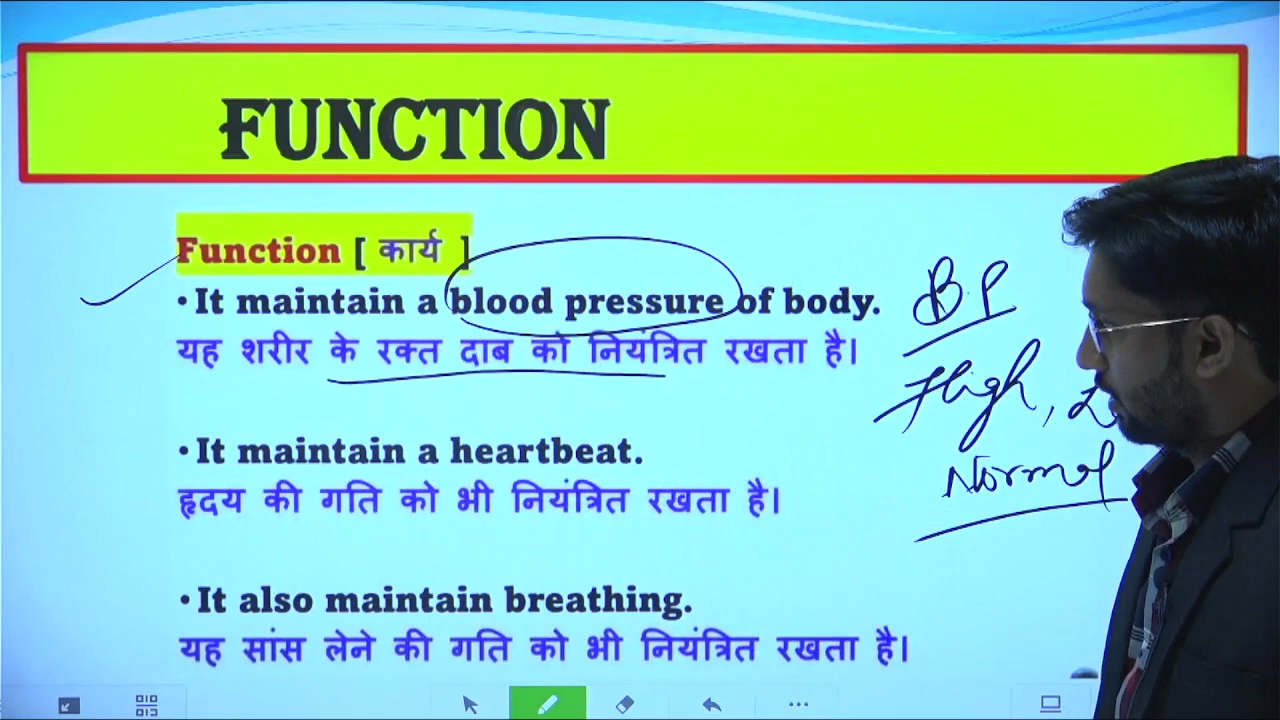 FUNCTION
Function [ कार्य ]
• It maintain a blood pressure of body.
यह शरीर के रक्त दाब को नियंत्रित रखता है।
• It maintain a heartbeat.
हृदय की गति को भी नियंत्रित रखता है।
• It also maintain breathing.
यह सांस लेने की गति को भी नियंत्रित रखता है।
BP
High, L
Normal